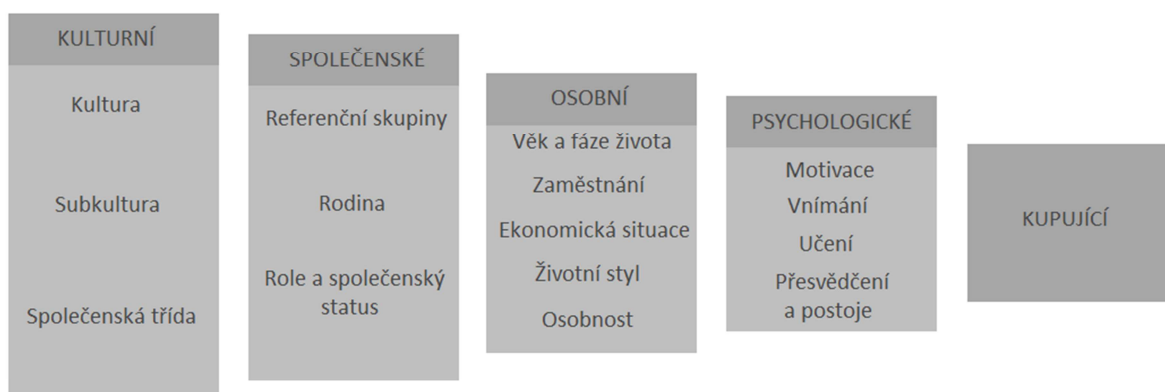 KULTURNÍ
Kultura
Subkultura
Společenská třída
SPOLEČENSKÉ
Referenční skupiny
Rodina
Role a společenský
status
OSOBNÍ
Věk a fáze života
Zaměstnání
Ekonomická situace
Životní styl
Osobnost
PSYCHOLOGICKÉ
Motivace
Vnímání
Učení
Přesvědčení
a postoje
KUPUJÍCÍ